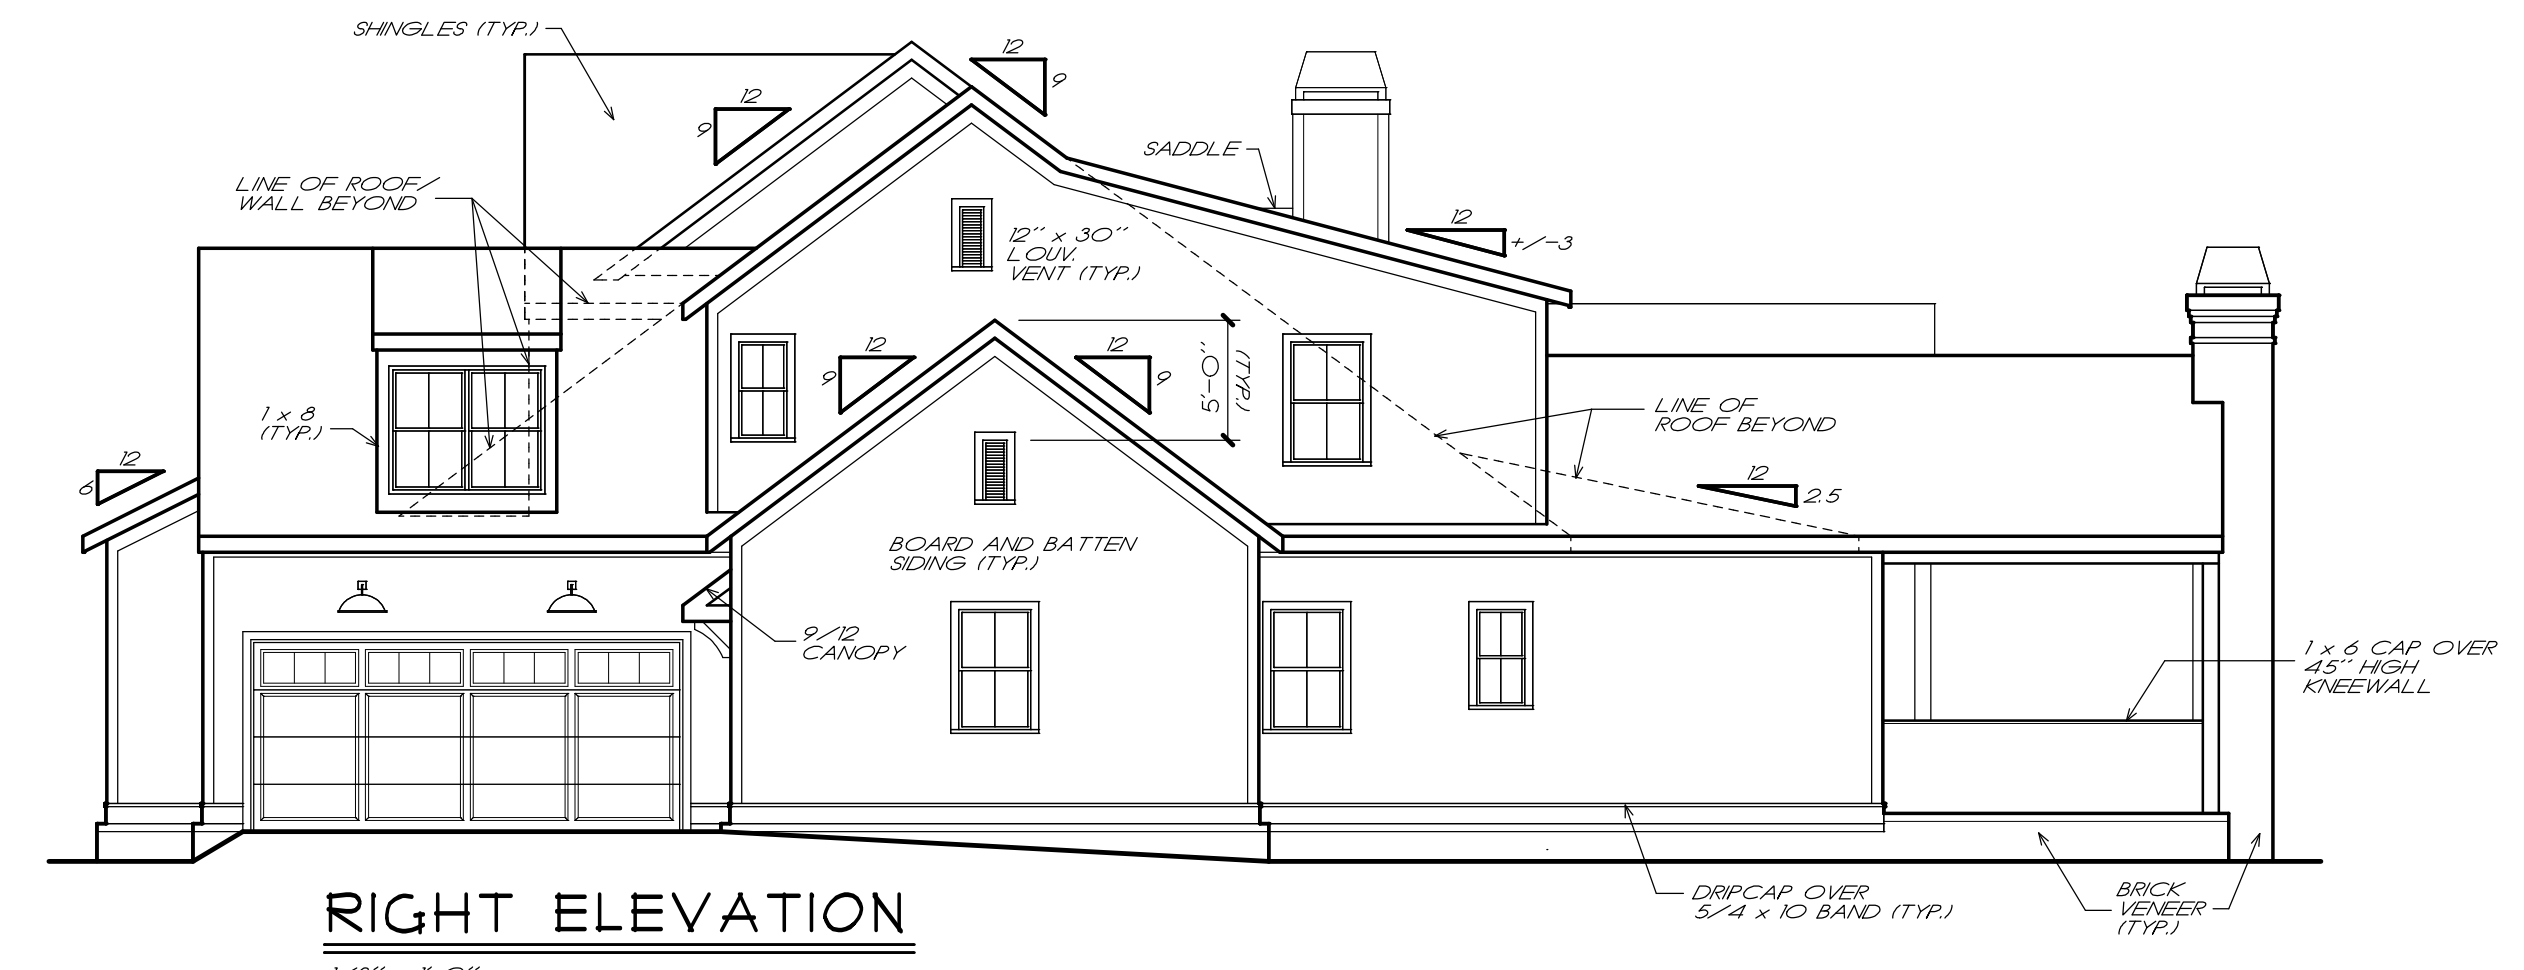 SHINGLES (TYP.)
12
9
12
9
SADDLE
LINE OF ROOF/
WALL BEYOND
12
+/-3
12" x 30"
LOUV.
VENT (TYP.)
12
9
12
9
5'-0"
(TYP.)
1 x 8
(TYP.)
LINE OF
ROOF BEYOND
12
6
12
2.5
BOARD AND BATTEN
SIDING (TYP.)
9/12
CANOPY
1 x 6 CAP OVER
45" HIGH
KNEEWALL
DRIPCAP OVER
5/4 x 10 BAND (TYP.)
BRICK
VENEER
(TYP.)
RIGHT ELEVATION